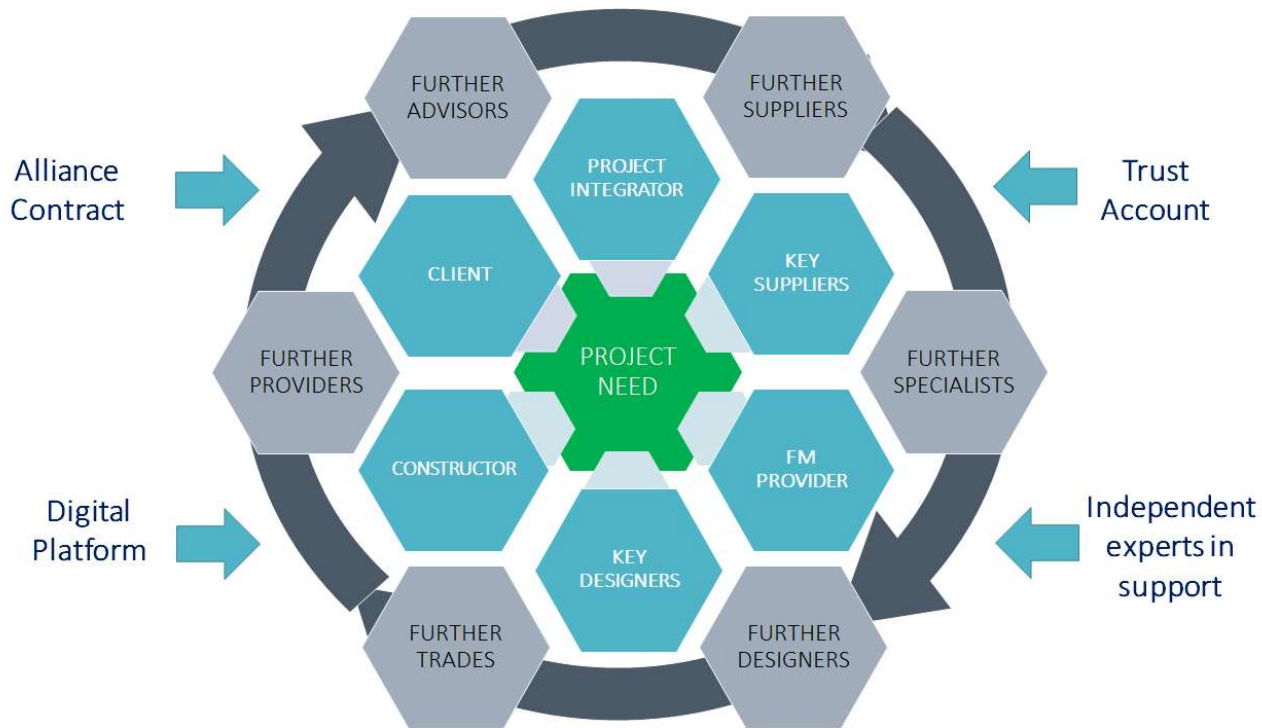 FURTHER
ADVISORS
FURTHER
SUPPLIERS
PROJECT
INTEGRATOR
Alliance
Contract
Trust
Account
CLIENT
KEY
SUPPLIERS
FURTHER
PROVIDERS
PROJECT
NEED
FURTHER
SPECIALISTS
CONSTRUCTOR
FM
PROVIDER
Digital
Platform
Independent
experts in
support
KEY
DESIGNERS
FURTHER
TRADES
FURTHER
DESIGNERS